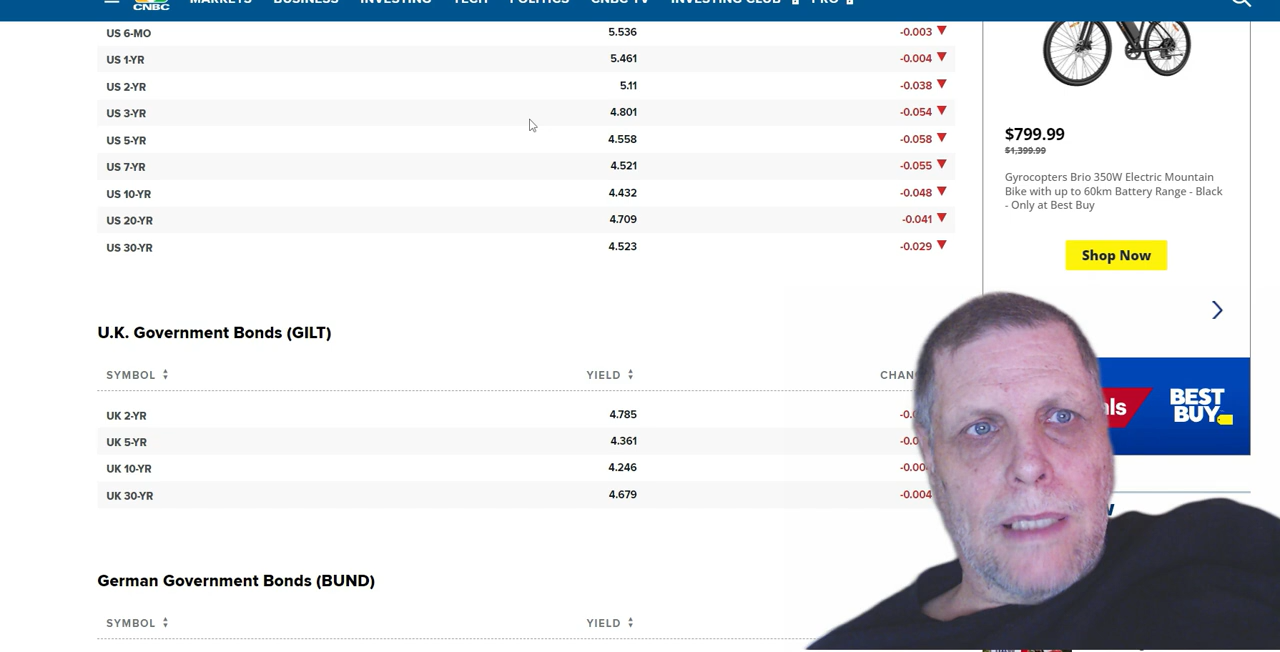 CNBC MARKETS BUSINESS INVESTING TECH POLITICS CNBC TV INVESTING CLUB PRO
US 6-MO 5.536 -0.003
US 1-YR 5.461 -0.004
US 2-YR 5.11 -0.038
US 3-YR 4.801 -0.054
US 5-YR 4.558 -0.058
US 7-YR 4.521 -0.055
US 10-YR 4.432 -0.048
US 20-YR 4.709 -0.041
US 30-YR 4.523 -0.029
$799.99
$1,399.99
Gyrocopters Brio 350W Electric Mountain
Bike with up to 60km Battery Range - Black
- Only at Best Buy
Shop Now
U.K. Government Bonds (GILT)
SYMBOL YIELD
UK 2-YR 4.785
UK 5-YR 4.361
UK 10-YR 4.246
UK 30-YR 4.679 -0.004
BEST
BUY
German Government Bonds (BUND)
SYMBOL YIELD